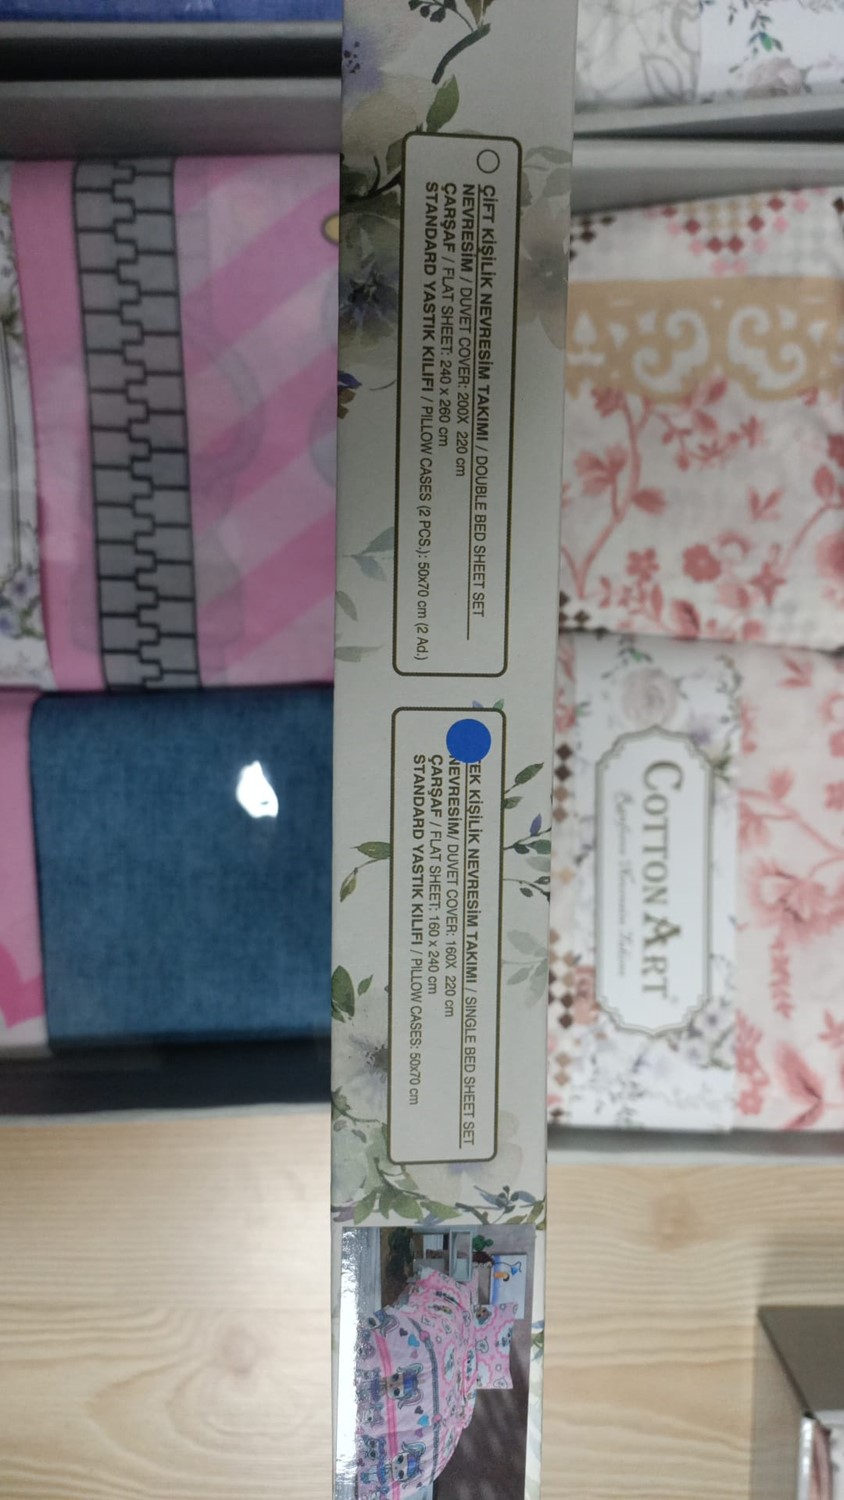 ÇİFT KİŞİLİK NEVRESİM TAKIMI / DOUBLE BED SHEET SET
NEVRESİM / DUVET COVER: 200X 220 cm
ÇARŞAF / FLAT SHEET: 240 x 260 cm
STANDARD YASTIK KILIFI / PILLOW CASES (2 PCS.): 50x70 cm (2 Ad.)
EK KİŞİLİK NEVRESİM TAKIMI / SINGLE BED SHEET SET
NEVRESİM/ DUVET COVER: 160X 220 cm
ÇARŞAF / FLAT SHEET: 160 x 240 cm
STANDARD YASTIK KILIFI / PILLOW CASES: 50x70 cm
COTTON ART